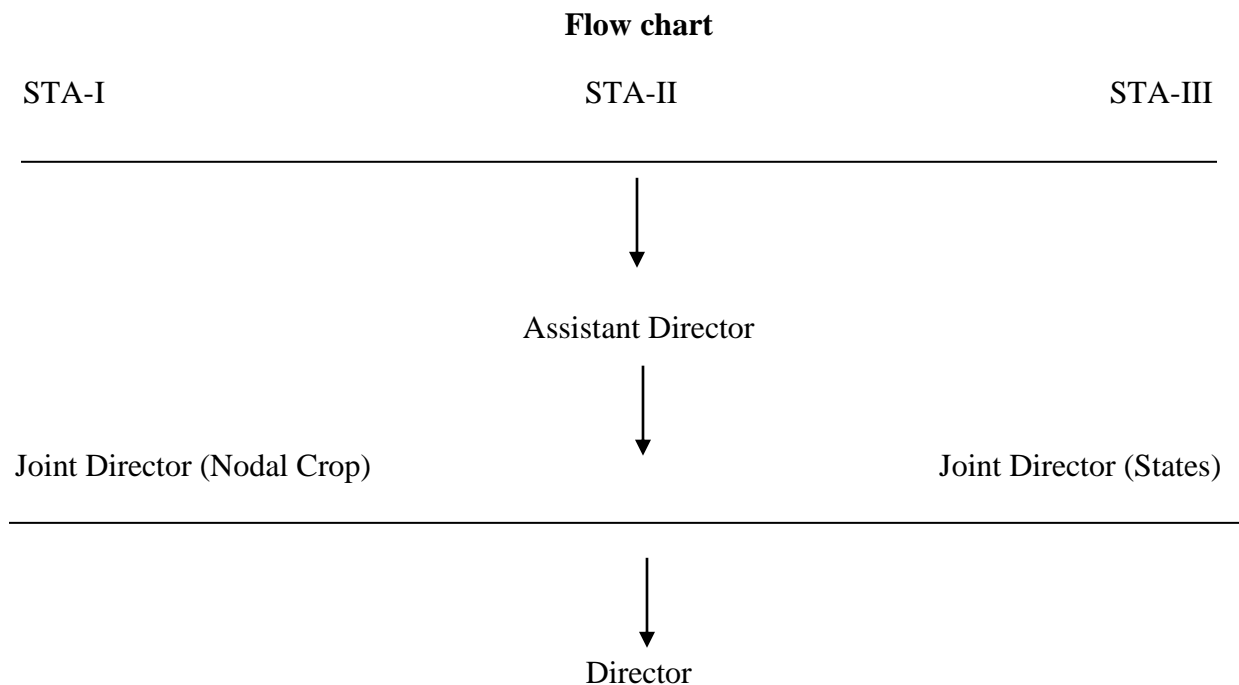 Flow chart
STA-I STA-II STA-III
Assistant Director
Joint Director (Nodal Crop) Joint Director (States)
Director